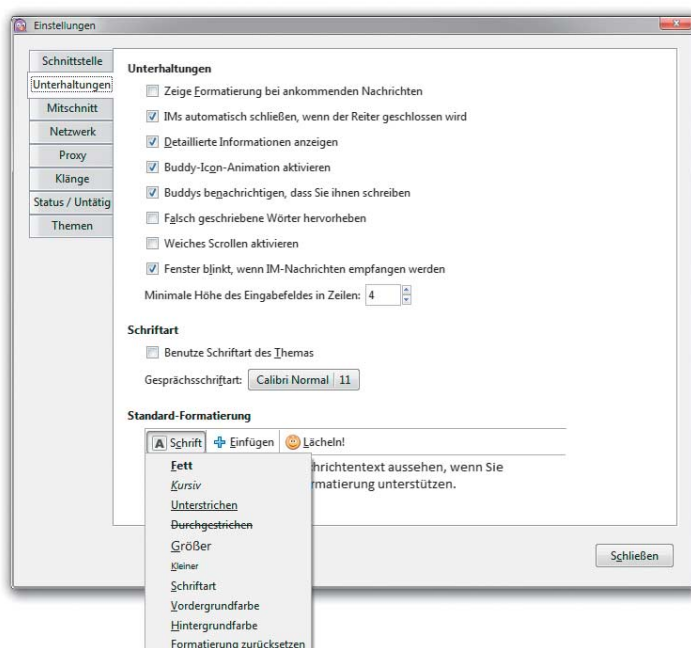 Einstellungen
Schnittstelle
Unterhaltungen
Mitschnitt
Netzwerk
Proxy
Klänge
Status / Untätig
Themen
Unterhaltungen
Zeige Formatierung bei ankommenden Nachrichten
IMs automatisch schließen, wenn der Reiter geschlossen wird
Detaillierte Informationen anzeigen
Buddy-Icon-Animation aktivieren
Buddys benachrichtigen, dass Sie ihnen schreiben
Falsch geschriebene Wörter hervorheben
Weiches Scrollen aktivieren
Fenster blinkt, wenn IM-Nachrichten empfangen werden
Minimale Höhe des Eingabefeldes in Zeilen: 4
Schriftart
Benutze Schriftart des Themas
Gesprächsschriftart: Calibri Normal 11
Standard-Formatierung
A Schrift Einfügen Lächeln!
hrichtentext aussehen, wenn Sie
rmatierung unterstützen.
Fett
Kursiv
Unterstrichen
Durchgestrichen
Größer
Kleiner
Schriftart
Vordergrundfarbe
Hintergrundfarbe
Formatierung zurücksetzen
Schließen